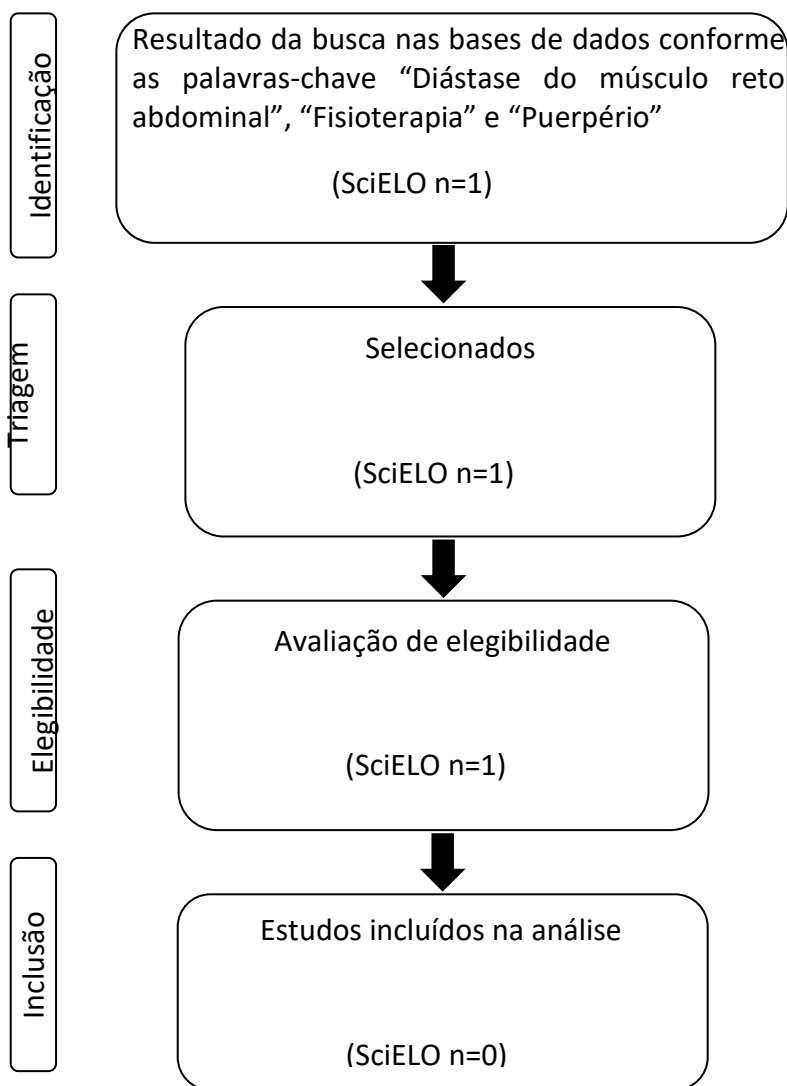 Identificação
Resultado da busca nas bases de dados conforme
as palavras-chave “Diástase do músculo reto
abdominal”, “Fisioterapia” e “Puerpério”
(SciELO n=1)
Triagem
Selecionados
(SciELO n=1)
Elegibilidade
Avaliação de elegibilidade
(SciELO n=1)
Inclusão
Estudos incluídos na análise
(SciELO n=0)